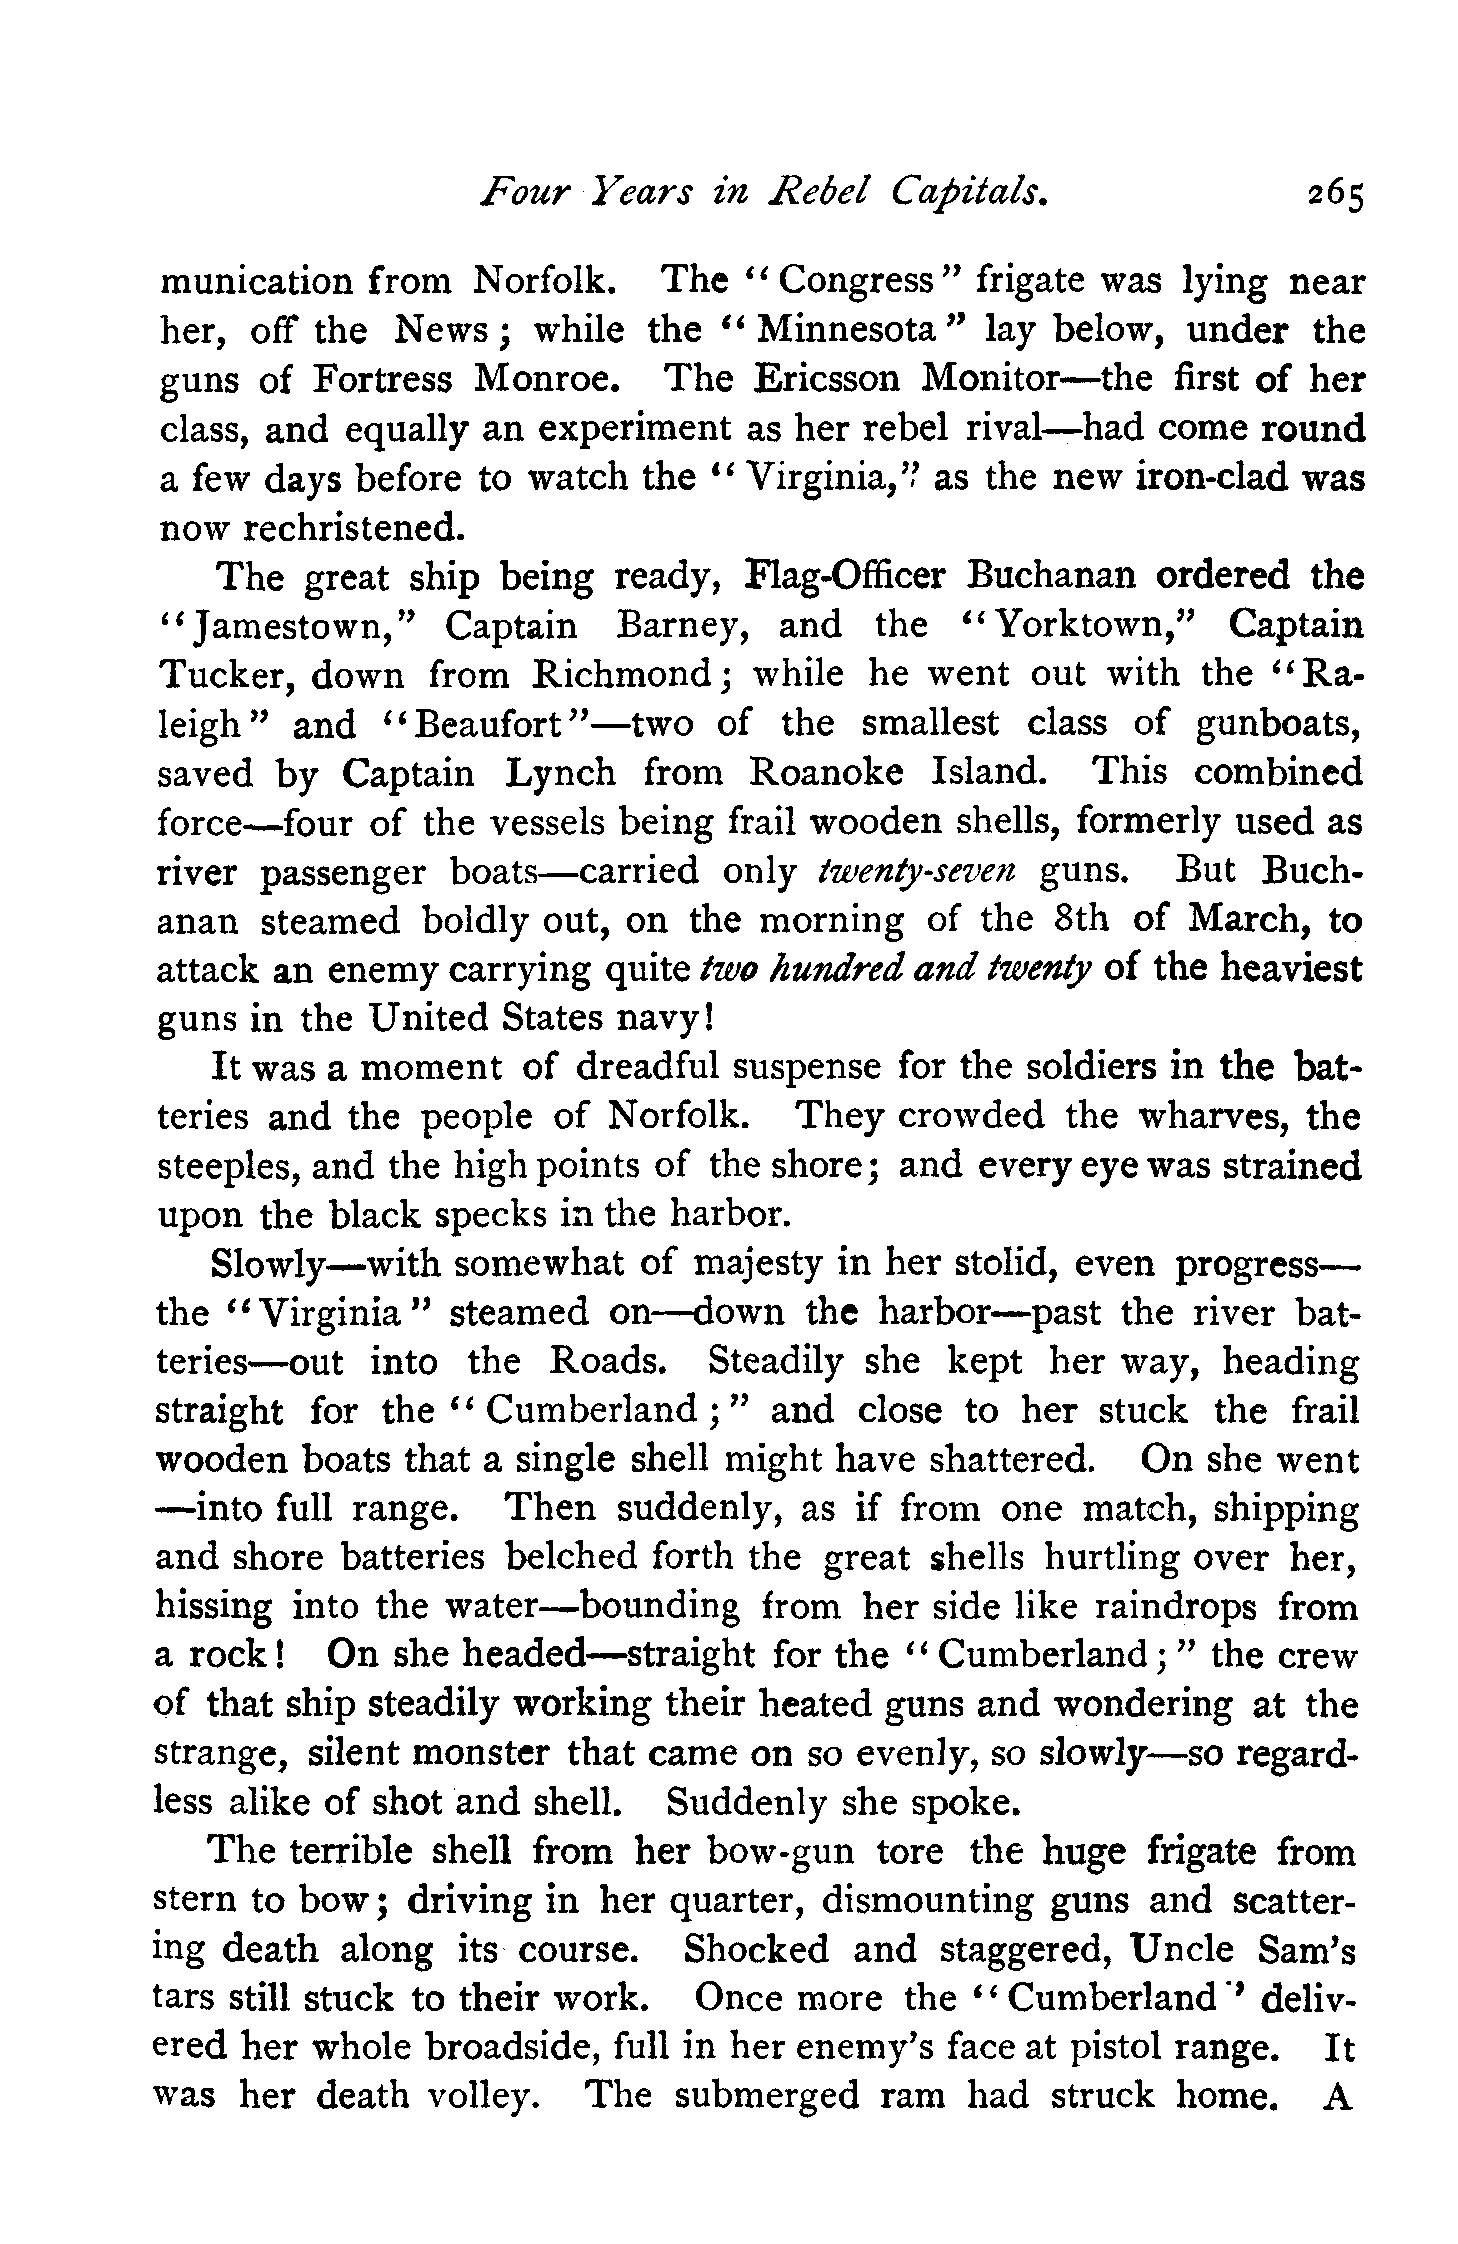 Four Years in Rebel Capitals. 265
munication from Norfolk. The “Congress” frigate was lying near
her, off the News; while the “Minnesota” lay below, under the
guns of Fortress Monroe. The Ericsson Monitor—the first of her
class, and equally an experiment as her rebel rival—had come round
a few days before to watch the “Virginia,” as the new iron-clad was
now rechristened.
The great ship being ready, Flag-Officer Buchanan ordered the
“Jamestown,” Captain Barney, and the “Yorktown,” Captain
Tucker, down from Richmond; while he went out with the “Ra-
leigh” and “Beaufort”—two of the smallest class of gunboats,
saved by Captain Lynch from Roanoke Island. This combined
force—four of the vessels being frail wooden shells, formerly used as
river passenger boats—carried only twenty-seven guns. But Buch-
anan steamed boldly out, on the morning of the 8th of March, to
attack an enemy carrying quite two hundred and twenty of the heaviest
guns in the United States navy!
It was a moment of dreadful suspense for the soldiers in the bat-
teries and the people of Norfolk. They crowded the wharves, the
steeples, and the high points of the shore; and every eye was strained
upon the black specks in the harbor.
Slowly—with somewhat of majesty in her stolid, even progress—
the “Virginia” steamed on—down the harbor—past the river bat-
teries—out into the Roads. Steadily she kept her way, heading
straight for the “Cumberland;” and close to her stuck the frail
wooden boats that a single shell might have shattered. On she went
—into full range. Then suddenly, as if from one match, shipping
and shore batteries belched forth the great shells hurtling over her,
hissing into the water—bounding from her side like raindrops from
a rock! On she headed—straight for the “Cumberland;” the crew
of that ship steadily working their heated guns and wondering at the
strange, silent monster that came on so evenly, so slowly—so regard-
less alike of shot and shell. Suddenly she spoke.
The terrible shell from her bow-gun tore the huge frigate from
stern to bow; driving in her quarter, dismounting guns and scatter-
ing death along its course. Shocked and staggered, Uncle Sam’s
tars still stuck to their work. Once more the “Cumberland” deliv-
ered her whole broadside, full in her enemy’s face at pistol range. It
was her death volley. The submerged ram had struck home. A